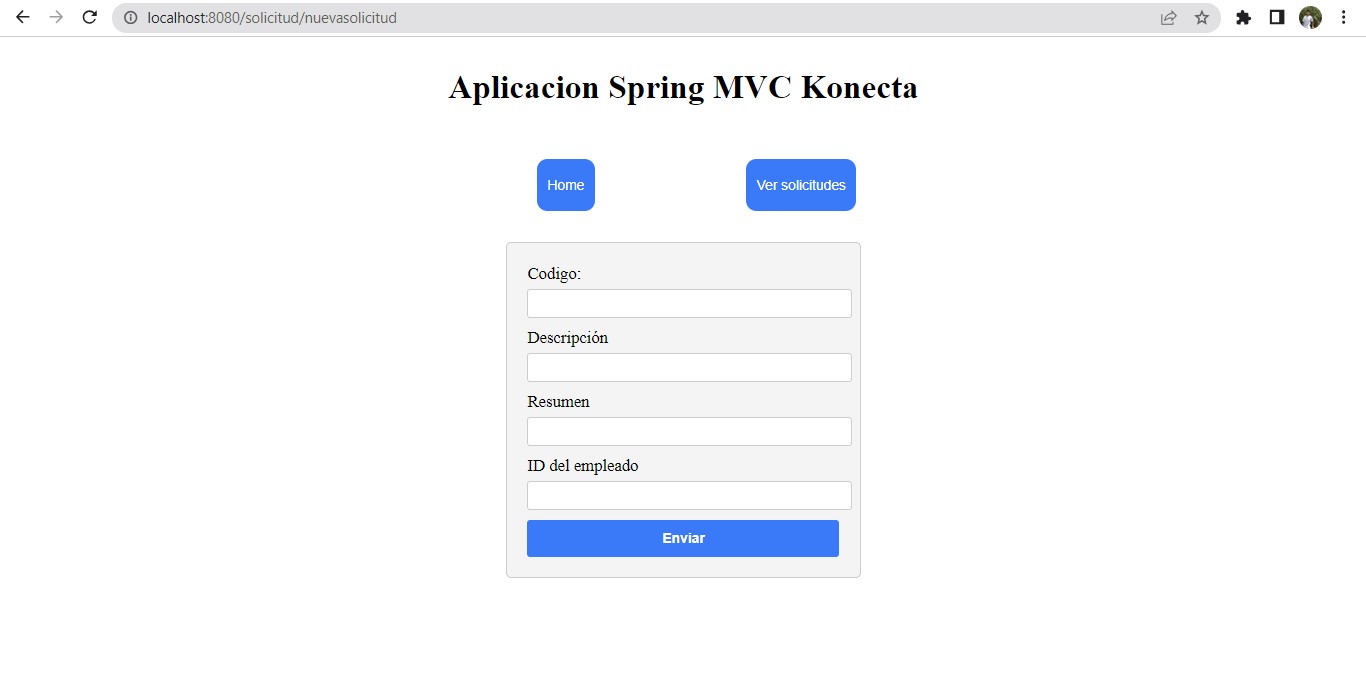 localhost:8080/solicitud/nuevasolicitud
Aplicacion Spring MVC Konecta
Home
Ver solicitudes
Codigo:
Descripción
Resumen
ID del empleado
Enviar